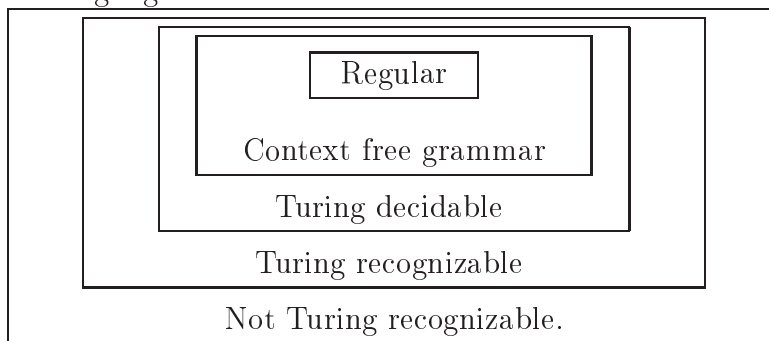 Regular
Context free grammar
Turing decidable
Turing recognizable
Not Turing recognizable.